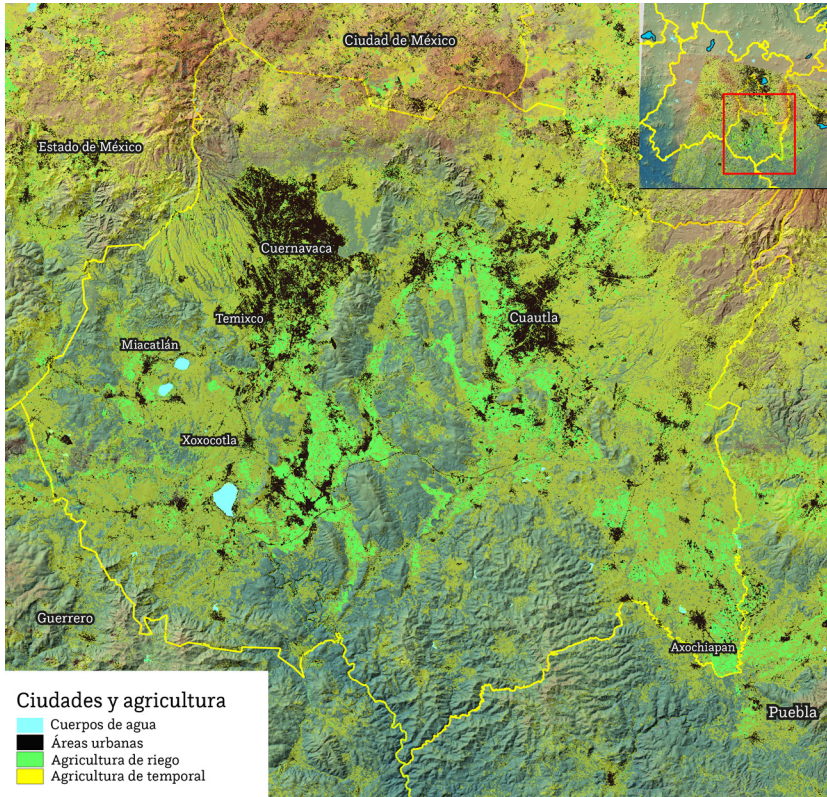 Ciudad de México
Estado de México
Cuernavaca
Temixco
Cuautla
Miacatlán
Xoxocotla
Guerrero
Axochiapan
Puebla
Ciudades y agricultura
Cuerpos de agua
Áreas urbanas
Agricultura de riego
Agricultura de temporal